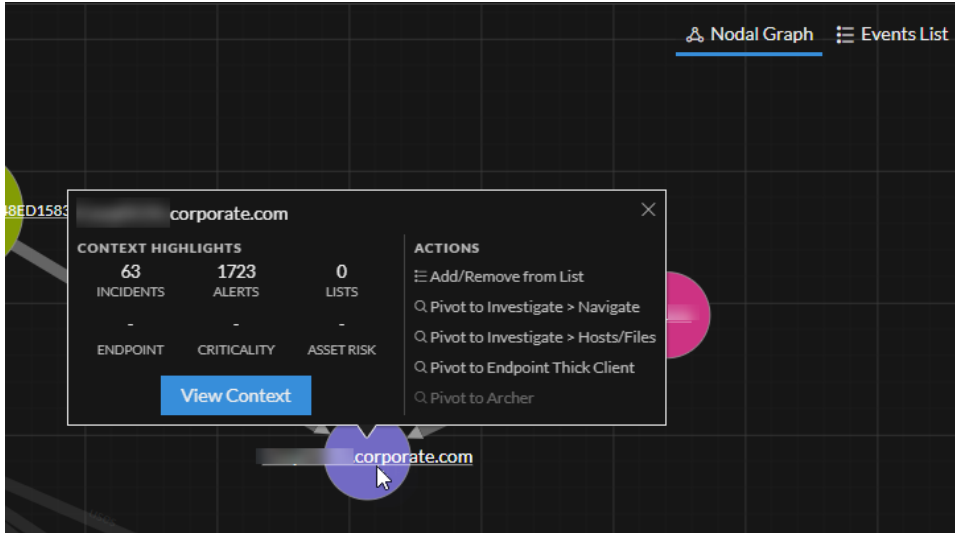 Nodal Graph
Events List
48ED1583
corporate.com
CONTEXT HIGHLIGHTS
63
1723
0
INCIDENTS
ALERTS
LISTS
-
-
-
ENDPOINT
CRITICALITY
ASSET RISK
View Context
ACTIONS
Add/Remove from List
Pivot to Investigate > Navigate
Pivot to Investigate > Hosts/Files
Pivot to Endpoint Thick Client
Pivot to Archer
.corporate.com